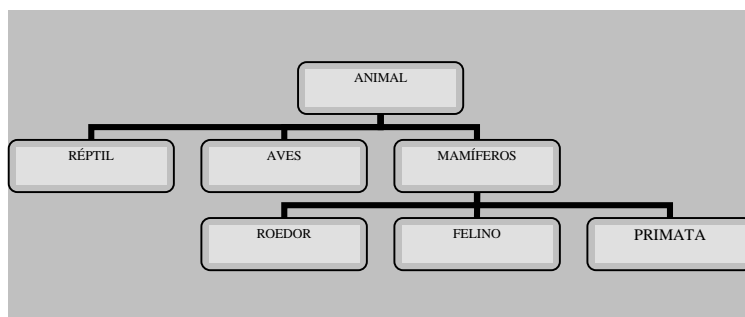 ANIMAL
RÉPTIL
AVES
MAMÍFEROS
ROEDOR
FELINO
PRIMATA